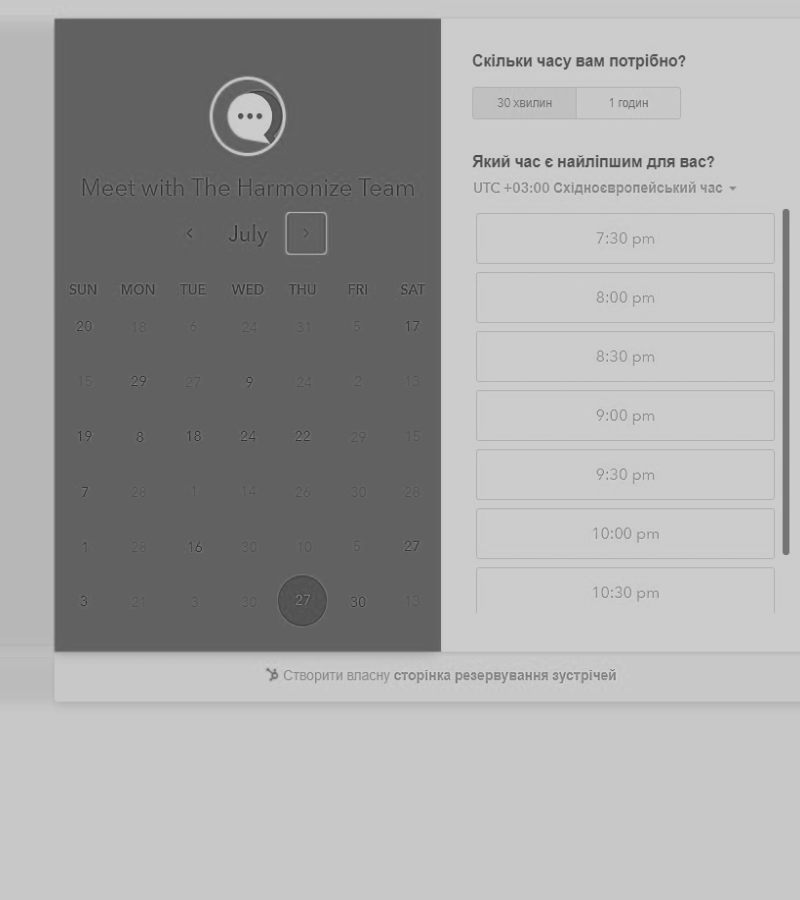 Meet with The Harmonize Team
July
SUN MON TUE WED THU FRI SAT
20 18 6 24 31 5 17
15 29 27 9 24 2 13
19 8 18 24 22 29 15
7 28 1 14 26 30 28
1 28 16 30 10 5 27
3 21 3 30 27 30 13
Скільки часу вам потрібно?
30 хвилин 1 годин
Який час є найліпшим для вас?
UTC +03:00 Східноєвропейський час
7:30 pm
8:00 pm
8:30 pm
9:00 pm
9:30 pm
10:00 pm
10:30 pm
Створити власну сторінка резервування зустрічей